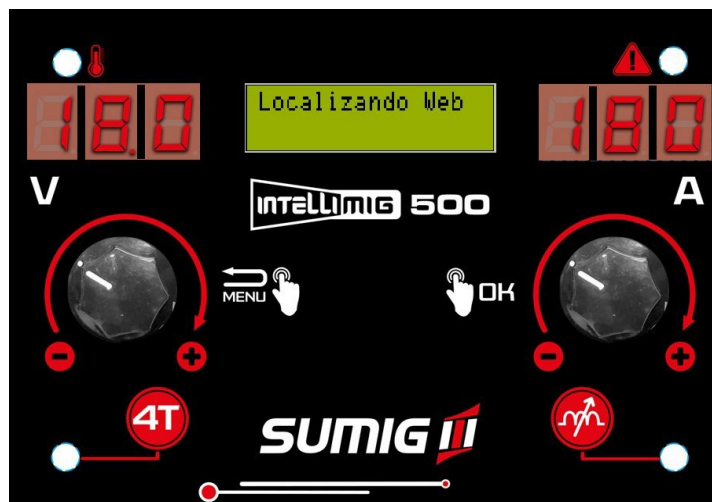 18.0
Localizando Web
180
V
INTELLIMIG 500
A
MENU
OK
4T
SUMIG